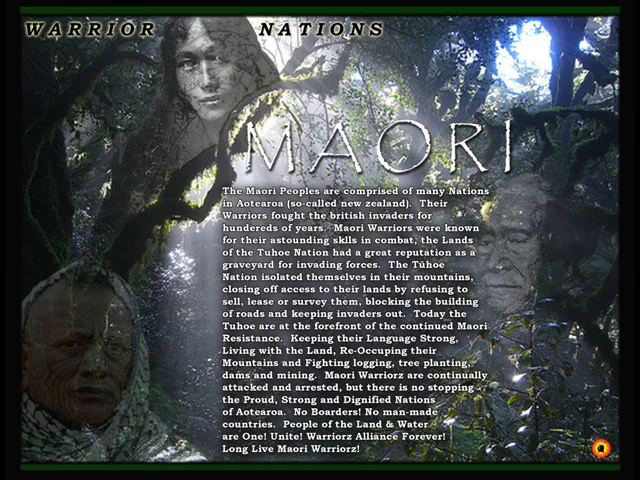 WARRIOR NATIONS
MAORI
The Maori Peoples are comprised of many Nations
in Aotearoa (so-called new zealand). Their
Warriors fought the british invaders for
hundereds of years. Maori Warriors were known
for their astounding sklls in combat, the Lands
of the Tuhoe Nation had a great reputation as a
graveyard for invading forces. The Tūhoe
Nation isolated themselves in their mountains,
closing off access to their lands by refusing to
sell, lease or survey them, blocking the building
of roads and keeping invaders out. Today the
Tuhoe are at the forefront of the continued Maori
Resistance. Keeping their Language Strong,
Living with the Land, Re-Occuping their
Mountains and Fighting logging, tree planting,
dams and mining. Maori Warriorz are continually
attacked and arrested, but there is no stopping
the Proud, Strong and Dignified Nations
of Aotearoa. No Boarders! No man-made
countries. People of the Land & Water
are One! Unite! Warriorz Alliance Forever!
Long Live Maori Warriorz!